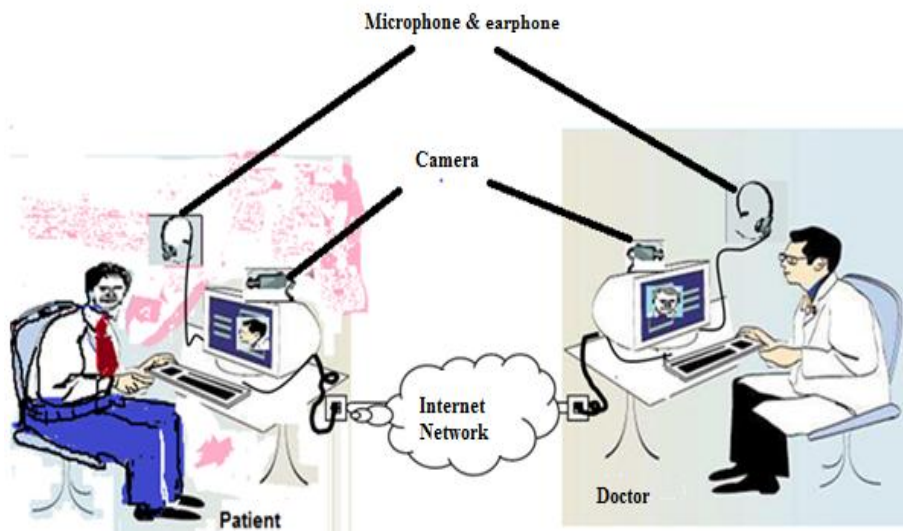 Microphone & earphone
Camera
Internet
Network
Doctor
Patient